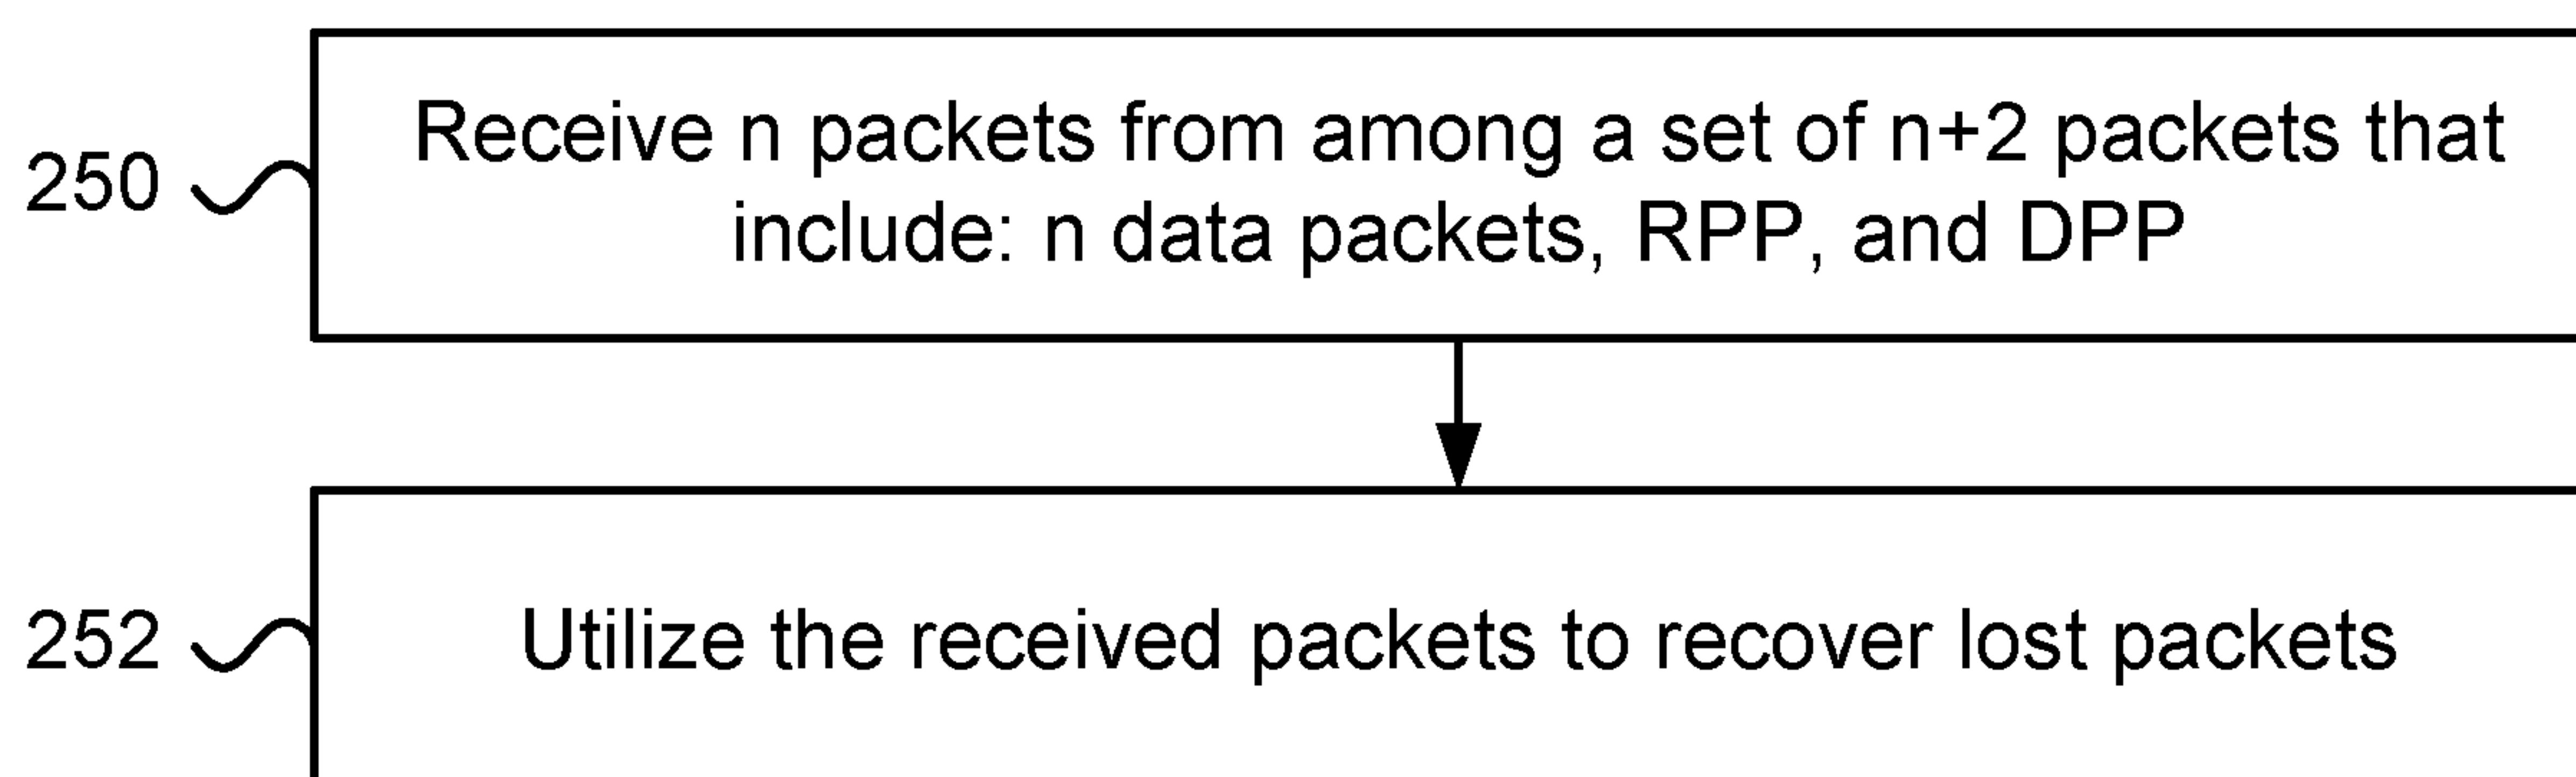 250
Receive n packets from among a set of n+2 packets that
include: n data packets, RPP, and DPP
252
Utilize the received packets to recover lost packets